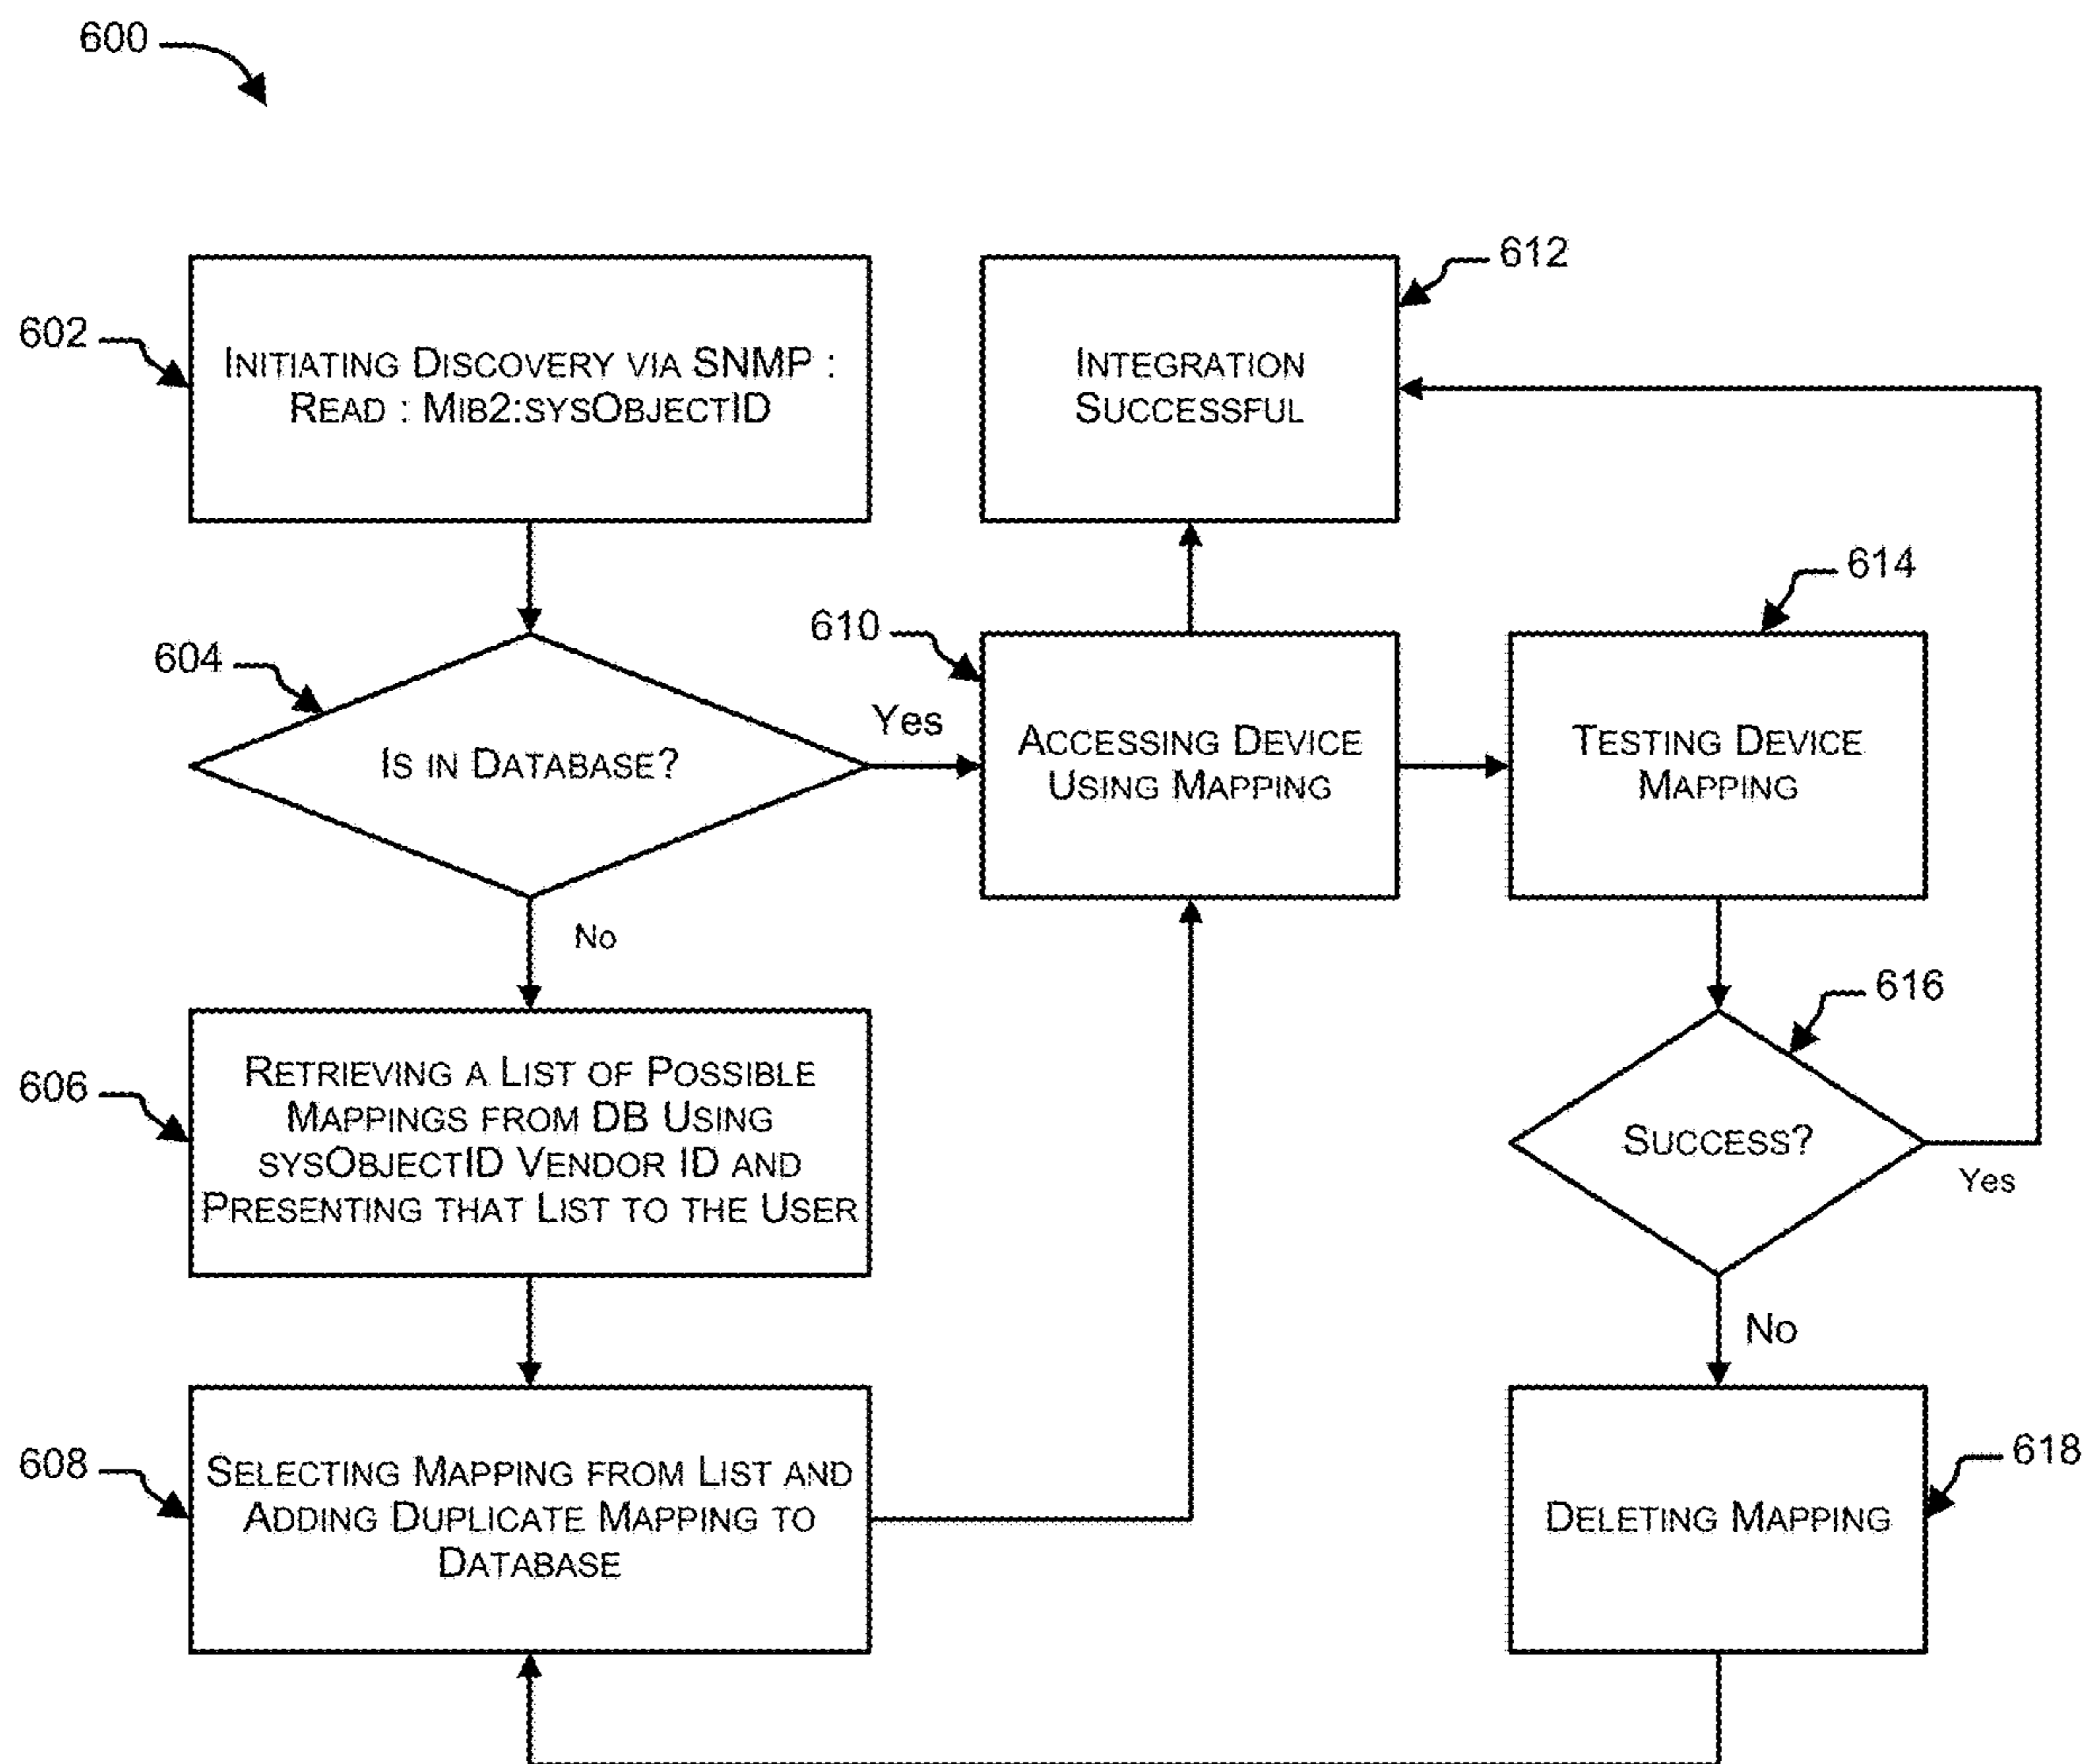 600
602
INITIATING DISCOVERY VIA SNMP :
READ : MIB2:SYSOBJECTID
612
INTEGRATION
SUCCESSFUL
604
IS IN DATABASE?
Yes
No
610
ACCESSING DEVICE
USING MAPPING
614
TESTING DEVICE
MAPPING
606
RETRIEVING A LIST OF POSSIBLE
MAPPINGS FROM DB USING
SYSOBJECTID VENDOR ID AND
PRESENTING THAT LIST TO THE USER
616
SUCCESS?
Yes
No
608
SELECTING MAPPING FROM LIST AND
ADDING DUPLICATE MAPPING TO
DATABASE
618
DELETING MAPPING